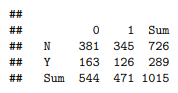 ##
##          0    1  Sum
##   N    381  345  726
##   Y    163  126  289
##   Sum  544  471 1015